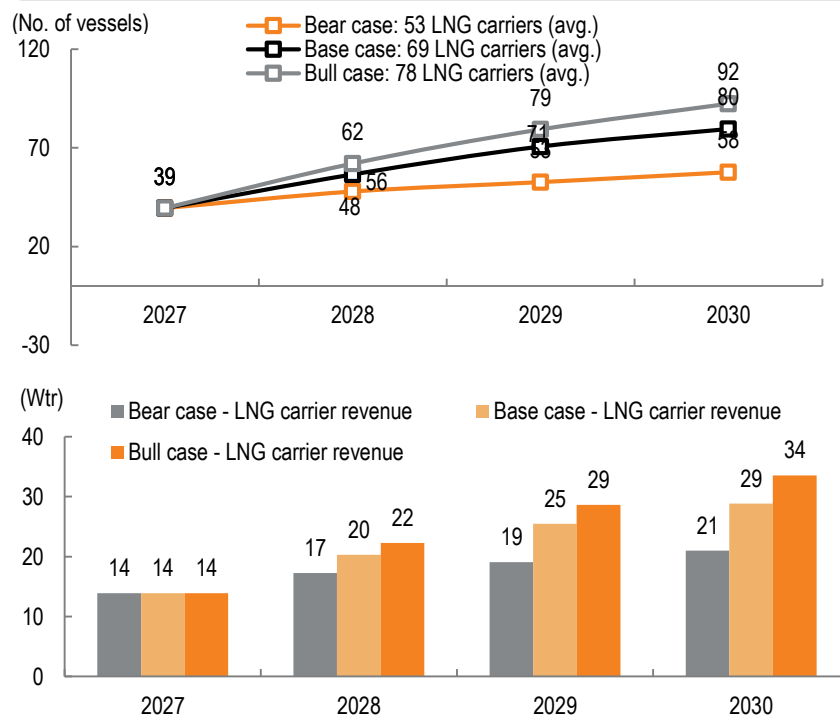 (No. of vessels)
Bear case: 53 LNG carriers (avg.)
Base case: 69 LNG carriers (avg.)
Bull case: 78 LNG carriers (avg.)
120
70
20
-30
39
62
56
48
79
71
92
80
58
2027 2028 2029 2030
(Wtr)
Bear case - LNG carrier revenue
Base case - LNG carrier revenue
Bull case - LNG carrier revenue
40
30
20
10
0
14 14 14
17 20 22
19 25 29
21 29 34
2027 2028 2029 2030